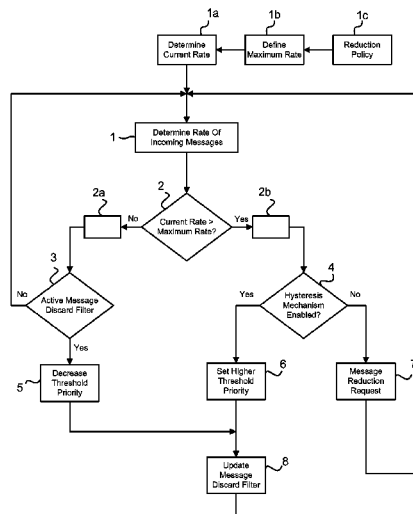 1a
1b
1c
Determine
Current Rate
Define
Maximum Rate
Reduction
Policy
1
Determine Rate Of
Incoming Messages
2
2a
2b
No
Current Rate >
Maximum Rate?
Yes
3
4
No
Active Message
Discard Filter
Yes
Hysteresis
Mechanism
Enabled?
No
Yes
5
Decrease
Threshold
Priority
6
Set Higher
Threshold
Priority
7
Message
Reduction
Request
8
Update
Message
Discard Filter